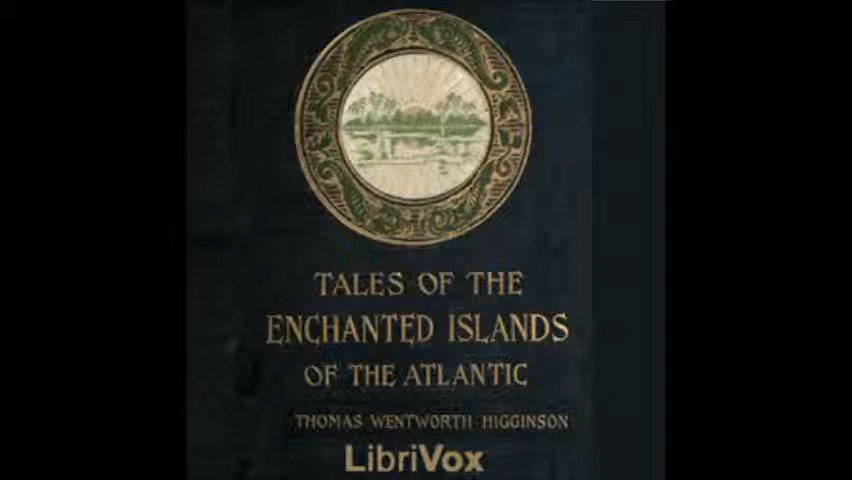 TALES OF THE
ENCHANTED ISLANDS
OF THE ATLANTIC
THOMAS WENTWORTH HIGGINSON
LibriVox